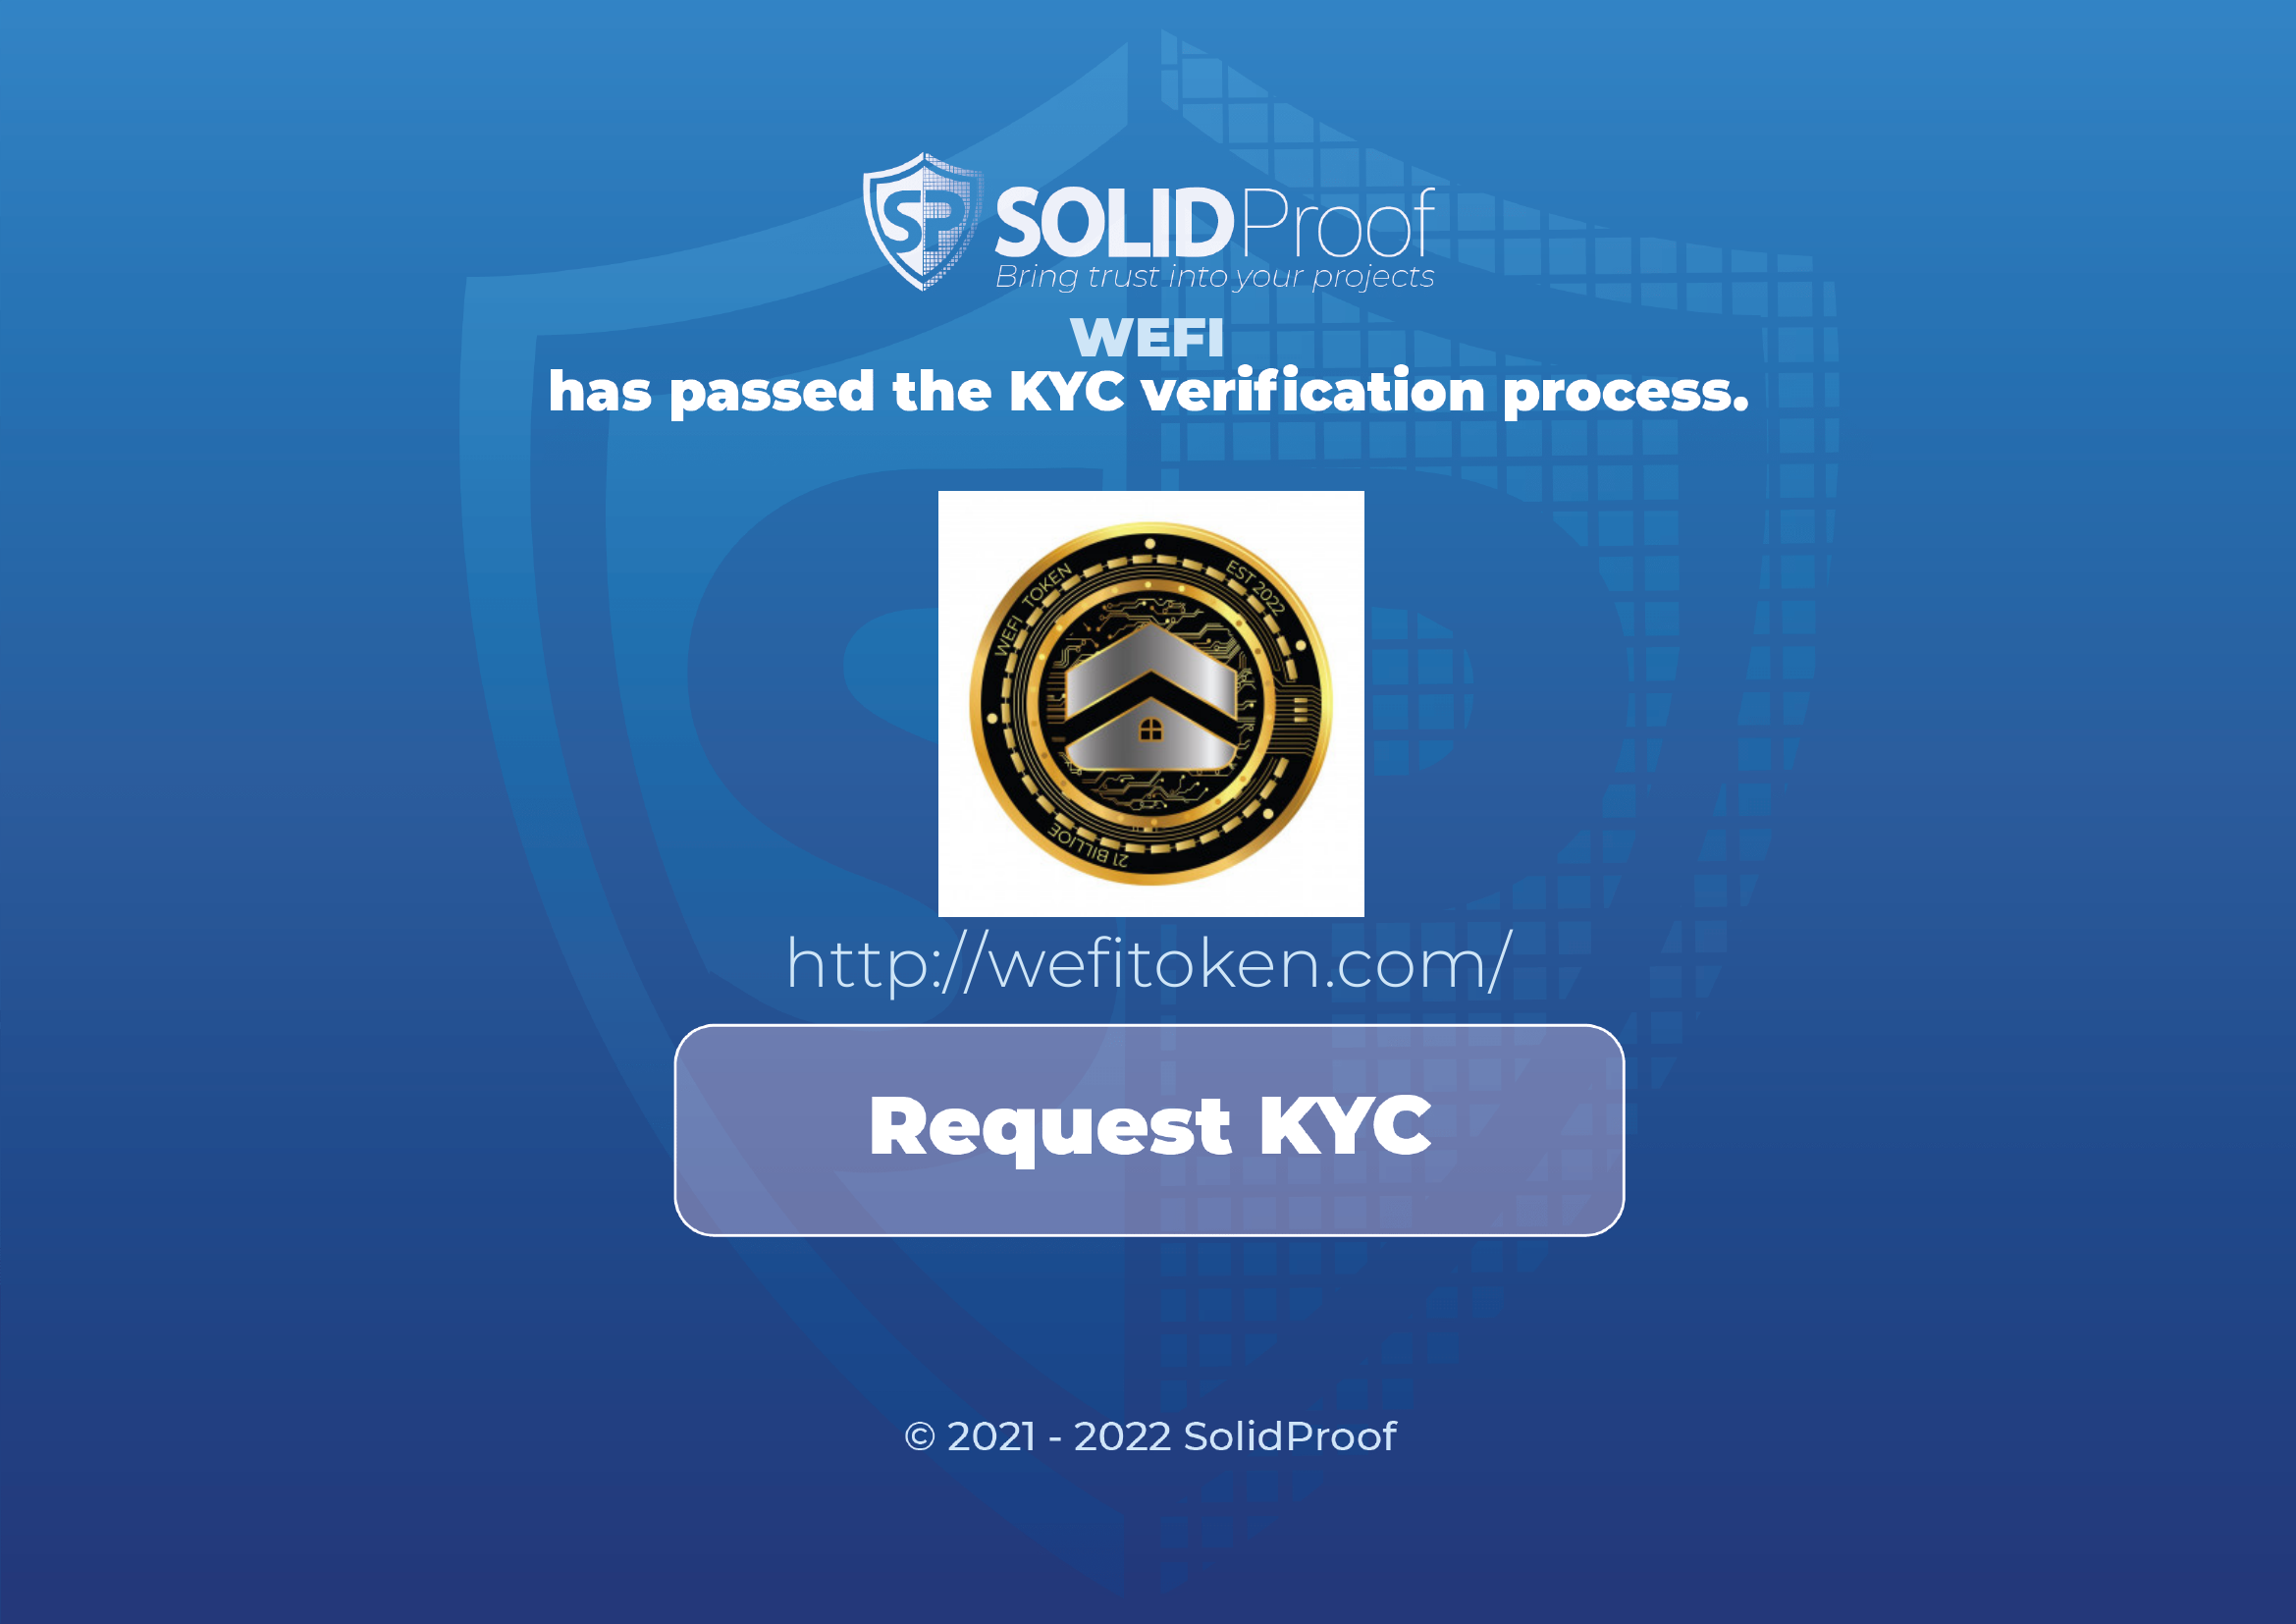 SP
SOLIDProof
Bring trust into your projects
WEFI
has passed the KYC verification process.
WEFI TOKEN
EST 2022
21 BILLIOE
http://wefitoken.com/
Request KYC
© 2021 - 2022 SolidProof